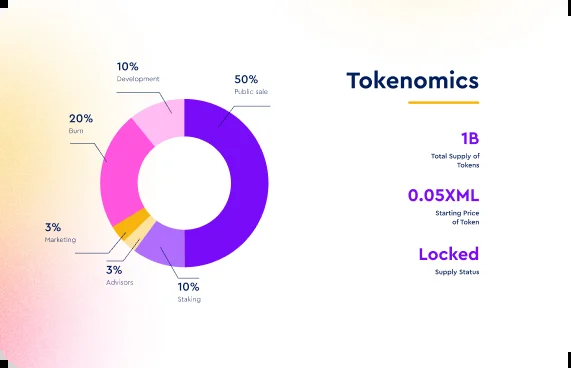 Tokenomics
10%
Development
50%
Public sale
20%
Burn
3%
Marketing
3%
Advisors
10%
Staking
1B
Total Supply of
Tokens
0.05XML
Starting Price
of Token
Locked
Supply Status